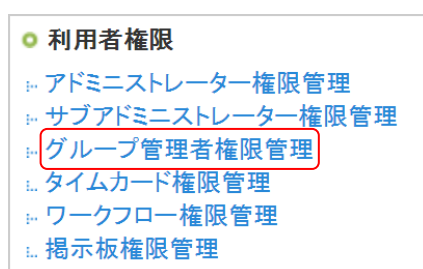 利用者権限
アドミニストレーター権限管理
サブアドミニストレーター権限管理
グループ管理者権限管理
タイムカード権限管理
ワークフロー権限管理
掲示板権限管理